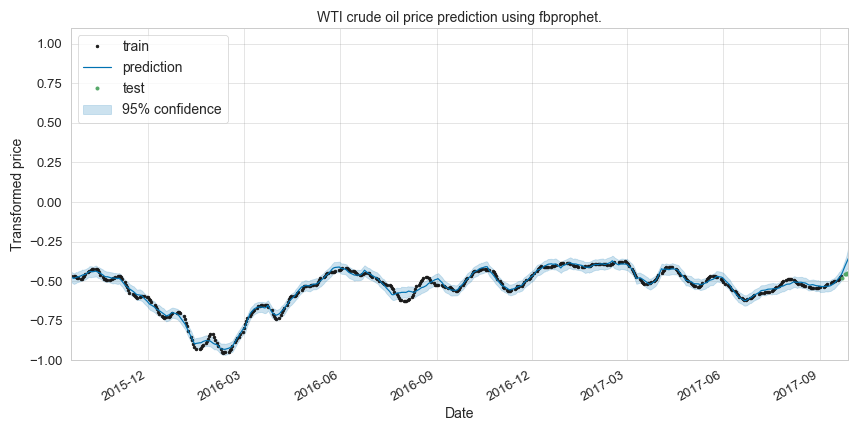 WTI crude oil price prediction using fbprophet.
train
prediction
test
95% confidence
Transformed price
1.00
0.75
0.50
0.25
0.00
−0.25
−0.50
−0.75
−1.00
2015-12
2016-03
2016-06
2016-09
2016-12
2017-03
2017-06
2017-09
Date